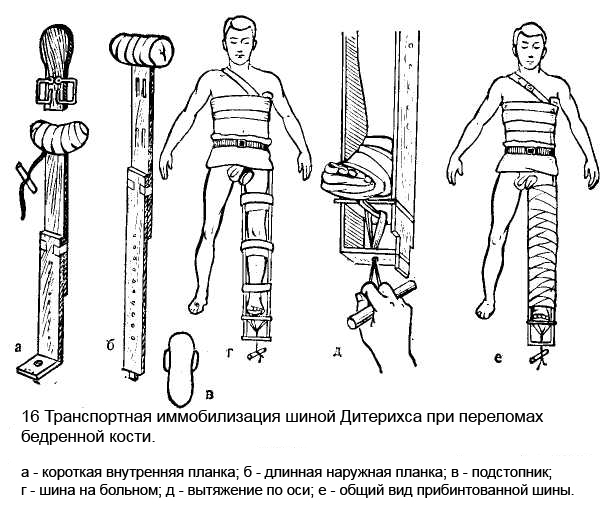 а
б
в
г
д
е
16 Транспортная иммобилизация шиной Дитерихса при переломах
бедренной кости.
а - короткая внутренняя планка; б - длинная наружная планка; в - подстопник;
г - шина на больном; д - вытяжение по оси; е - общий вид прибинтованной шины.